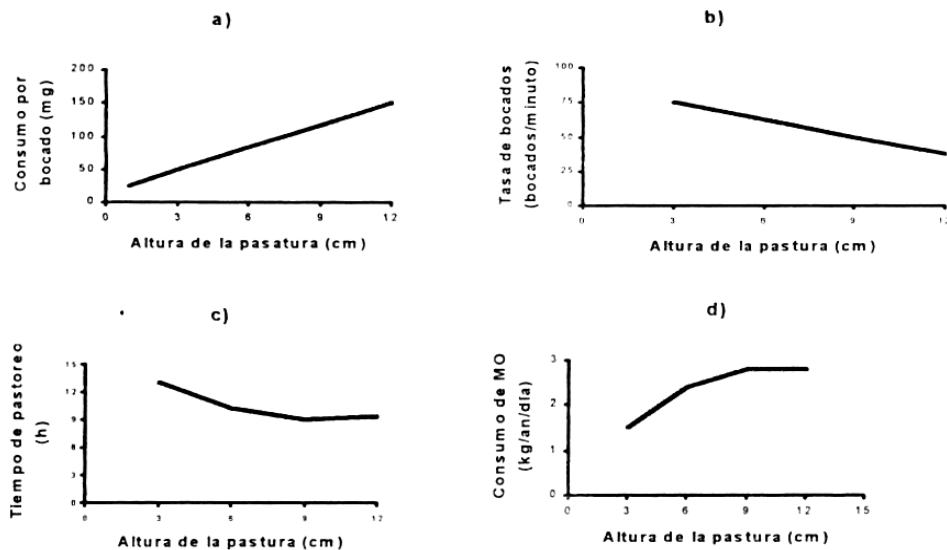 a)
Consumo por
bocado (mg)
200
150
100
50
0
0 3 6 9 12
Altura de la pasatura (cm)
b)
Tasa de bocados
(bocados/minuto)
100
75
50
25
0
0 3 6 9 12
Altura de la pastura (cm)
c)
Tiempo de pastoreo
(h)
15
12
9
6
3
0
0 3 6 9 12
Altura de la pastura (cm)
d)
Consumo de MO
(kg/an/día)
3
2
1
0
0 3 6 9 12 15
Altura de la pastura (cm)